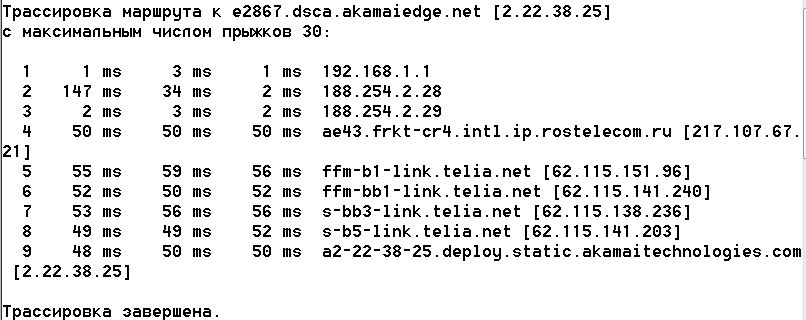 Трассировка маршрута к e2867.dsca.akamaiedge.net [2.22.38.25]
с максимальным числом прыжков 30:
1 1 ms 3 ms 1 ms 192.168.1.1
2 147 ms 34 ms 2 ms 188.254.2.28
3 2 ms 3 ms 2 ms 188.254.2.29
4 50 ms 50 ms 50 ms ae43.frkt-cr4.intl.ip.rostelecom.ru [217.107.67.
21]
5 55 ms 59 ms 56 ms ffm-b1-link.telia.net [62.115.151.96]
6 52 ms 50 ms 52 ms ffm-bb1-link.telia.net [62.115.141.240]
7 53 ms 56 ms 56 ms s-bb3-link.telia.net [62.115.138.236]
8 49 ms 49 ms 52 ms s-b5-link.telia.net [62.115.141.203]
9 48 ms 50 ms 50 ms a2-22-38-25.deploy.static.akamaitechnologies.com
[2.22.38.25]
Трассировка завершена.